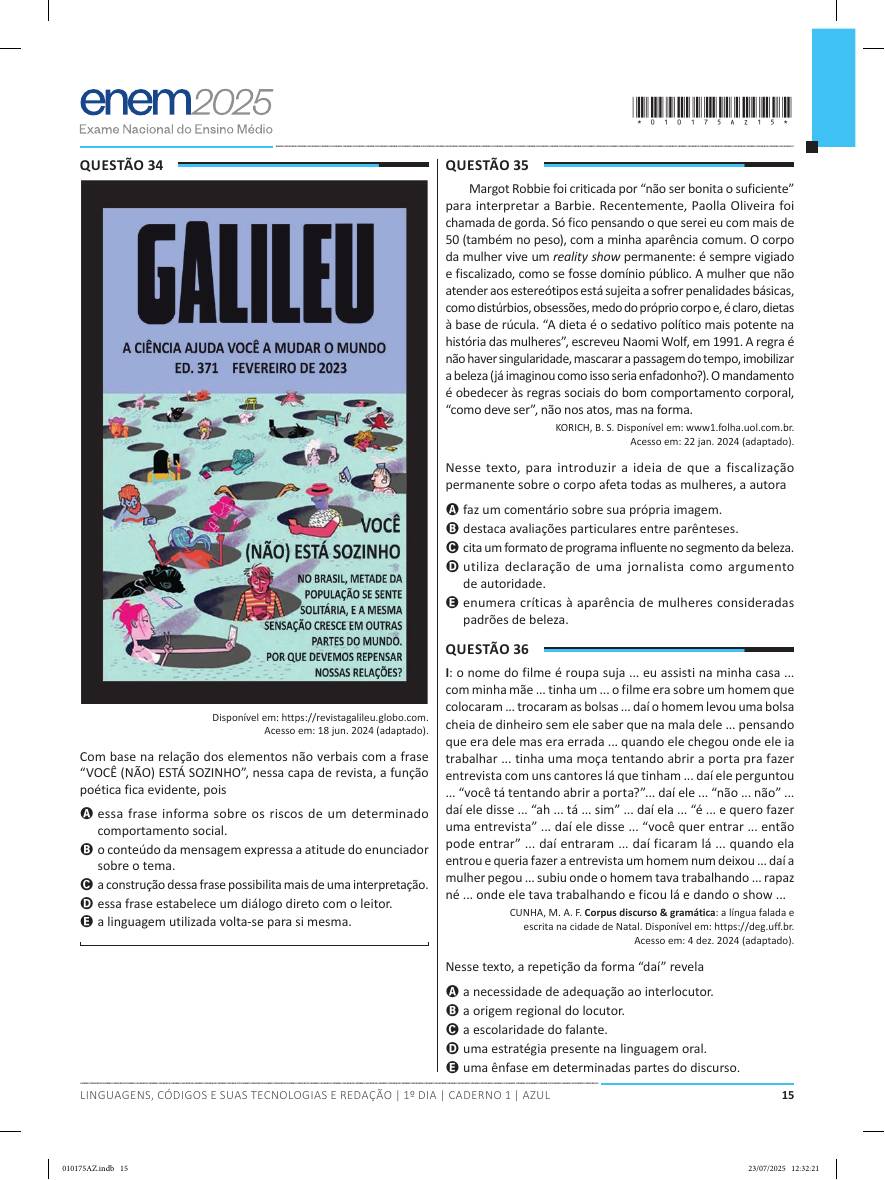 enem2025
Exame Nacional do Ensino Médio
*010175AZ15*
QUESTÃO 34
GALILEU
A CIÊNCIA AJUDA VOCÊ A MUDAR O MUNDO
ED. 371 FEVEREIRO DE 2023
VOCÊ
(NÃO) ESTÁ SOZINHO
NO BRASIL, METADE DA
POPULAÇÃO SE SENTE
SOLITÁRIA, E A MESMA
SENSAÇÃO CRESCE EM OUTRAS
PARTES DO MUNDO.
POR QUE DEVEMOS REPENSAR
NOSSAS RELAÇÕES?
Disponível em: https://revistagalileu.globo.com.
Acesso em: 18 jun. 2024 (adaptado).
Com base na relação dos elementos não verbais com a frase
“VOCÊ (NÃO) ESTÁ SOZINHO”, nessa capa de revista, a função
poética fica evidente, pois
A essa frase informa sobre os riscos de um determinado
comportamento social.
B o conteúdo da mensagem expressa a atitude do enunciador
sobre o tema.
C a construção dessa frase possibilita mais de uma interpretação.
D essa frase estabelece um diálogo direto com o leitor.
E a linguagem utilizada volta-se para si mesma.
QUESTÃO 35
Margot Robbie foi criticada por “não ser bonita o suficiente”
para interpretar a Barbie. Recentemente, Paolla Oliveira foi
chamada de gorda. Só fico pensando o que serei eu com mais de
50 (também no peso), com a minha aparência comum. O corpo
da mulher vive um reality show permanente: é sempre vigiado
e fiscalizado, como se fosse domínio público. A mulher que não
atender aos estereótipos está sujeita a sofrer penalidades básicas,
como distúrbios, obsessões, medo do próprio corpo e, é claro, dietas
à base de rúcula. “A dieta é o sedativo político mais potente na
história das mulheres”, escreveu Naomi Wolf, em 1991. A regra é
não haver singularidade, mascarar a passagem do tempo, imobilizar
a beleza (já imaginou como isso seria enfadonho?). O mandamento
é obedecer às regras sociais do bom comportamento corporal,
“como deve ser”, não nos atos, mas na forma.
KORICH, B. S. Disponível em: www1.folha.uol.com.br.
Acesso em: 22 jan. 2024 (adaptado).
Nesse texto, para introduzir a ideia de que a fiscalização
permanente sobre o corpo afeta todas as mulheres, a autora
A faz um comentário sobre sua própria imagem.
B destaca avaliações particulares entre parênteses.
C cita um formato de programa influente no segmento da beleza.
D utiliza declaração de uma jornalista como argumento
de autoridade.
E enumera críticas à aparência de mulheres consideradas
padrões de beleza.
QUESTÃO 36
I: o nome do filme é roupa suja ... eu assisti na minha casa ...
com minha mãe ... tinha um ... o filme era sobre um homem que
colocaram ... trocaram as bolsas ... daí o homem levou uma bolsa
cheia de dinheiro sem ele saber que na mala dele ... pensando
que era dele mas era errada ... quando ele chegou onde ele ia
trabalhar ... tinha uma moça tentando abrir a porta pra fazer
entrevista com uns cantores lá que tinham ... daí ele perguntou
... “você tá tentando abrir a porta?”... daí ele ... “não ... não” ...
daí ele disse ... “ah ... tá ... sim” ... daí ela ... “é ... e quero fazer
uma entrevista” ... daí ele disse ... “você quer entrar ... então
pode entrar” ... daí entraram ... daí ficaram lá ... quando ela
entrou e queria fazer a entrevista um homem num deixou ... daí a
mulher pegou ... subiu onde o homem tava trabalhando ... rapaz
né ... onde ele tava trabalhando e ficou lá e dando o show ...
CUNHA, M. A. F. Corpus discurso & gramática: a língua falada e
escrita na cidade de Natal. Disponível em: https://deg.uff.br.
Acesso em: 4 dez. 2024 (adaptado).
Nesse texto, a repetição da forma “daí” revela
A a necessidade de adequação ao interlocutor.
B a origem regional do locutor.
C a escolaridade do falante.
D uma estratégia presente na linguagem oral.
E uma ênfase em determinadas partes do discurso.
LINGUAGENS, CÓDIGOS E SUAS TECNOLOGIAS E REDAÇÃO | 1º DIA | CADERNO 1 | AZUL
15
010175AZ.indb 15
23/07/2025 12:32:21